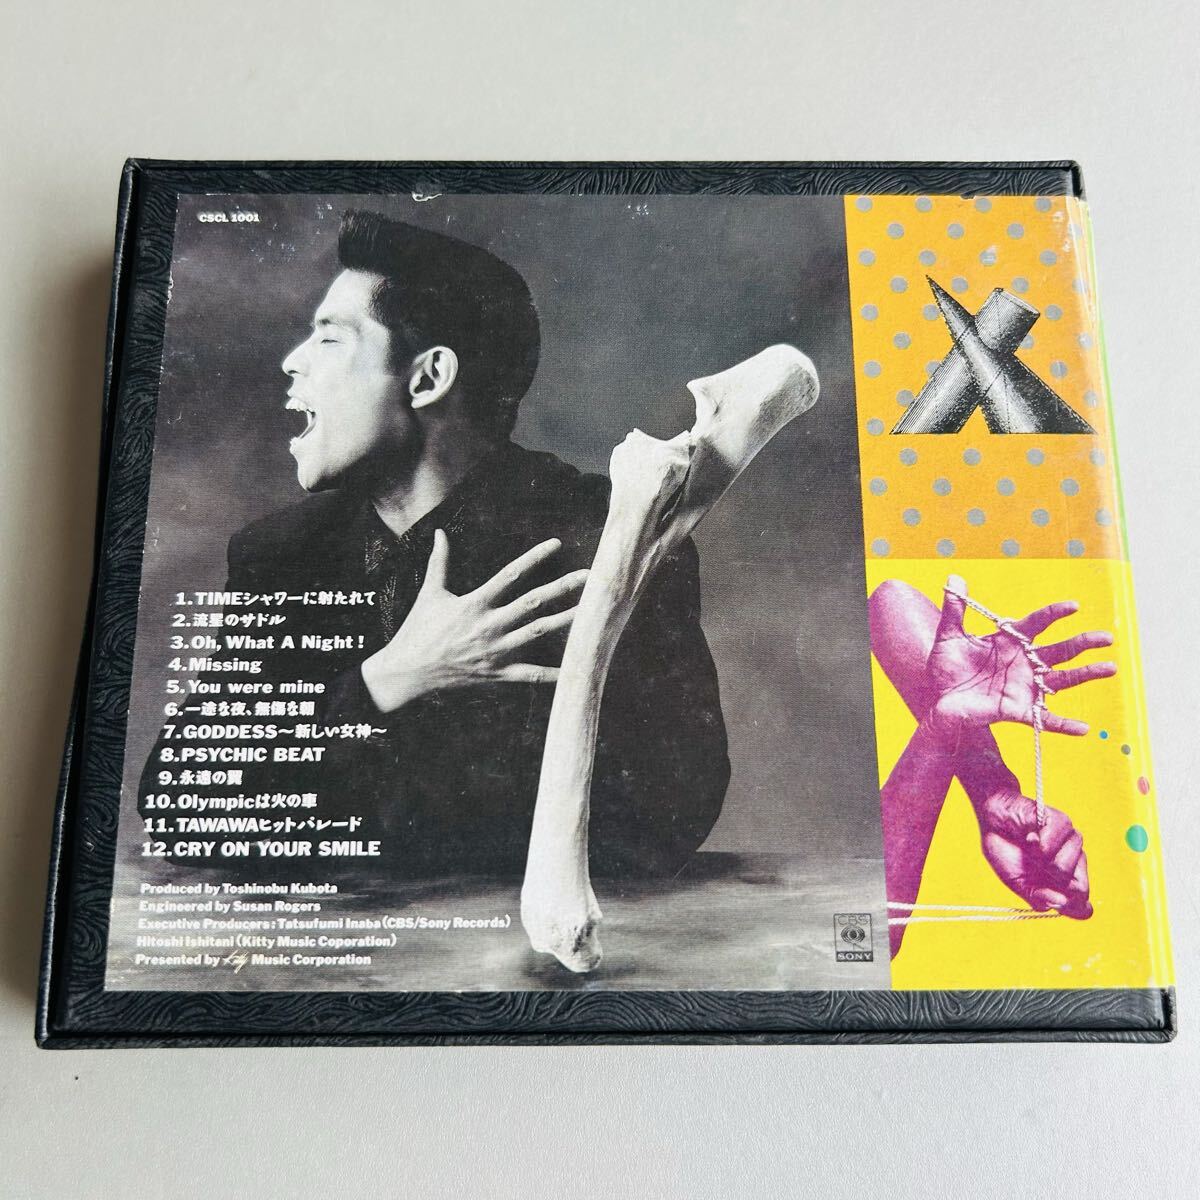 CSCL 1001
1.TIMEシャワーに射たれて
2.流星のサドル
3.Oh, What A Night!
4.Missing
5.You were mine
6.一途な夜、無傷な朝
7.GODDESS〜新しい女神〜
8.PSYCHIC BEAT
9.永遠の翼
10.Olympicは火の車
11.TAWAWAヒットパレード
12.CRY ON YOUR SMILE
Produced by Toshinobu Kubota
Engineered by Susan Rogers
Executive Producers: Tatsufumi Inaba (CBS/Sony Records)
Hitoshi Ishitani (Kitty Music Coporation)
Presented by Kitty Music Corporation
CBS
SONY